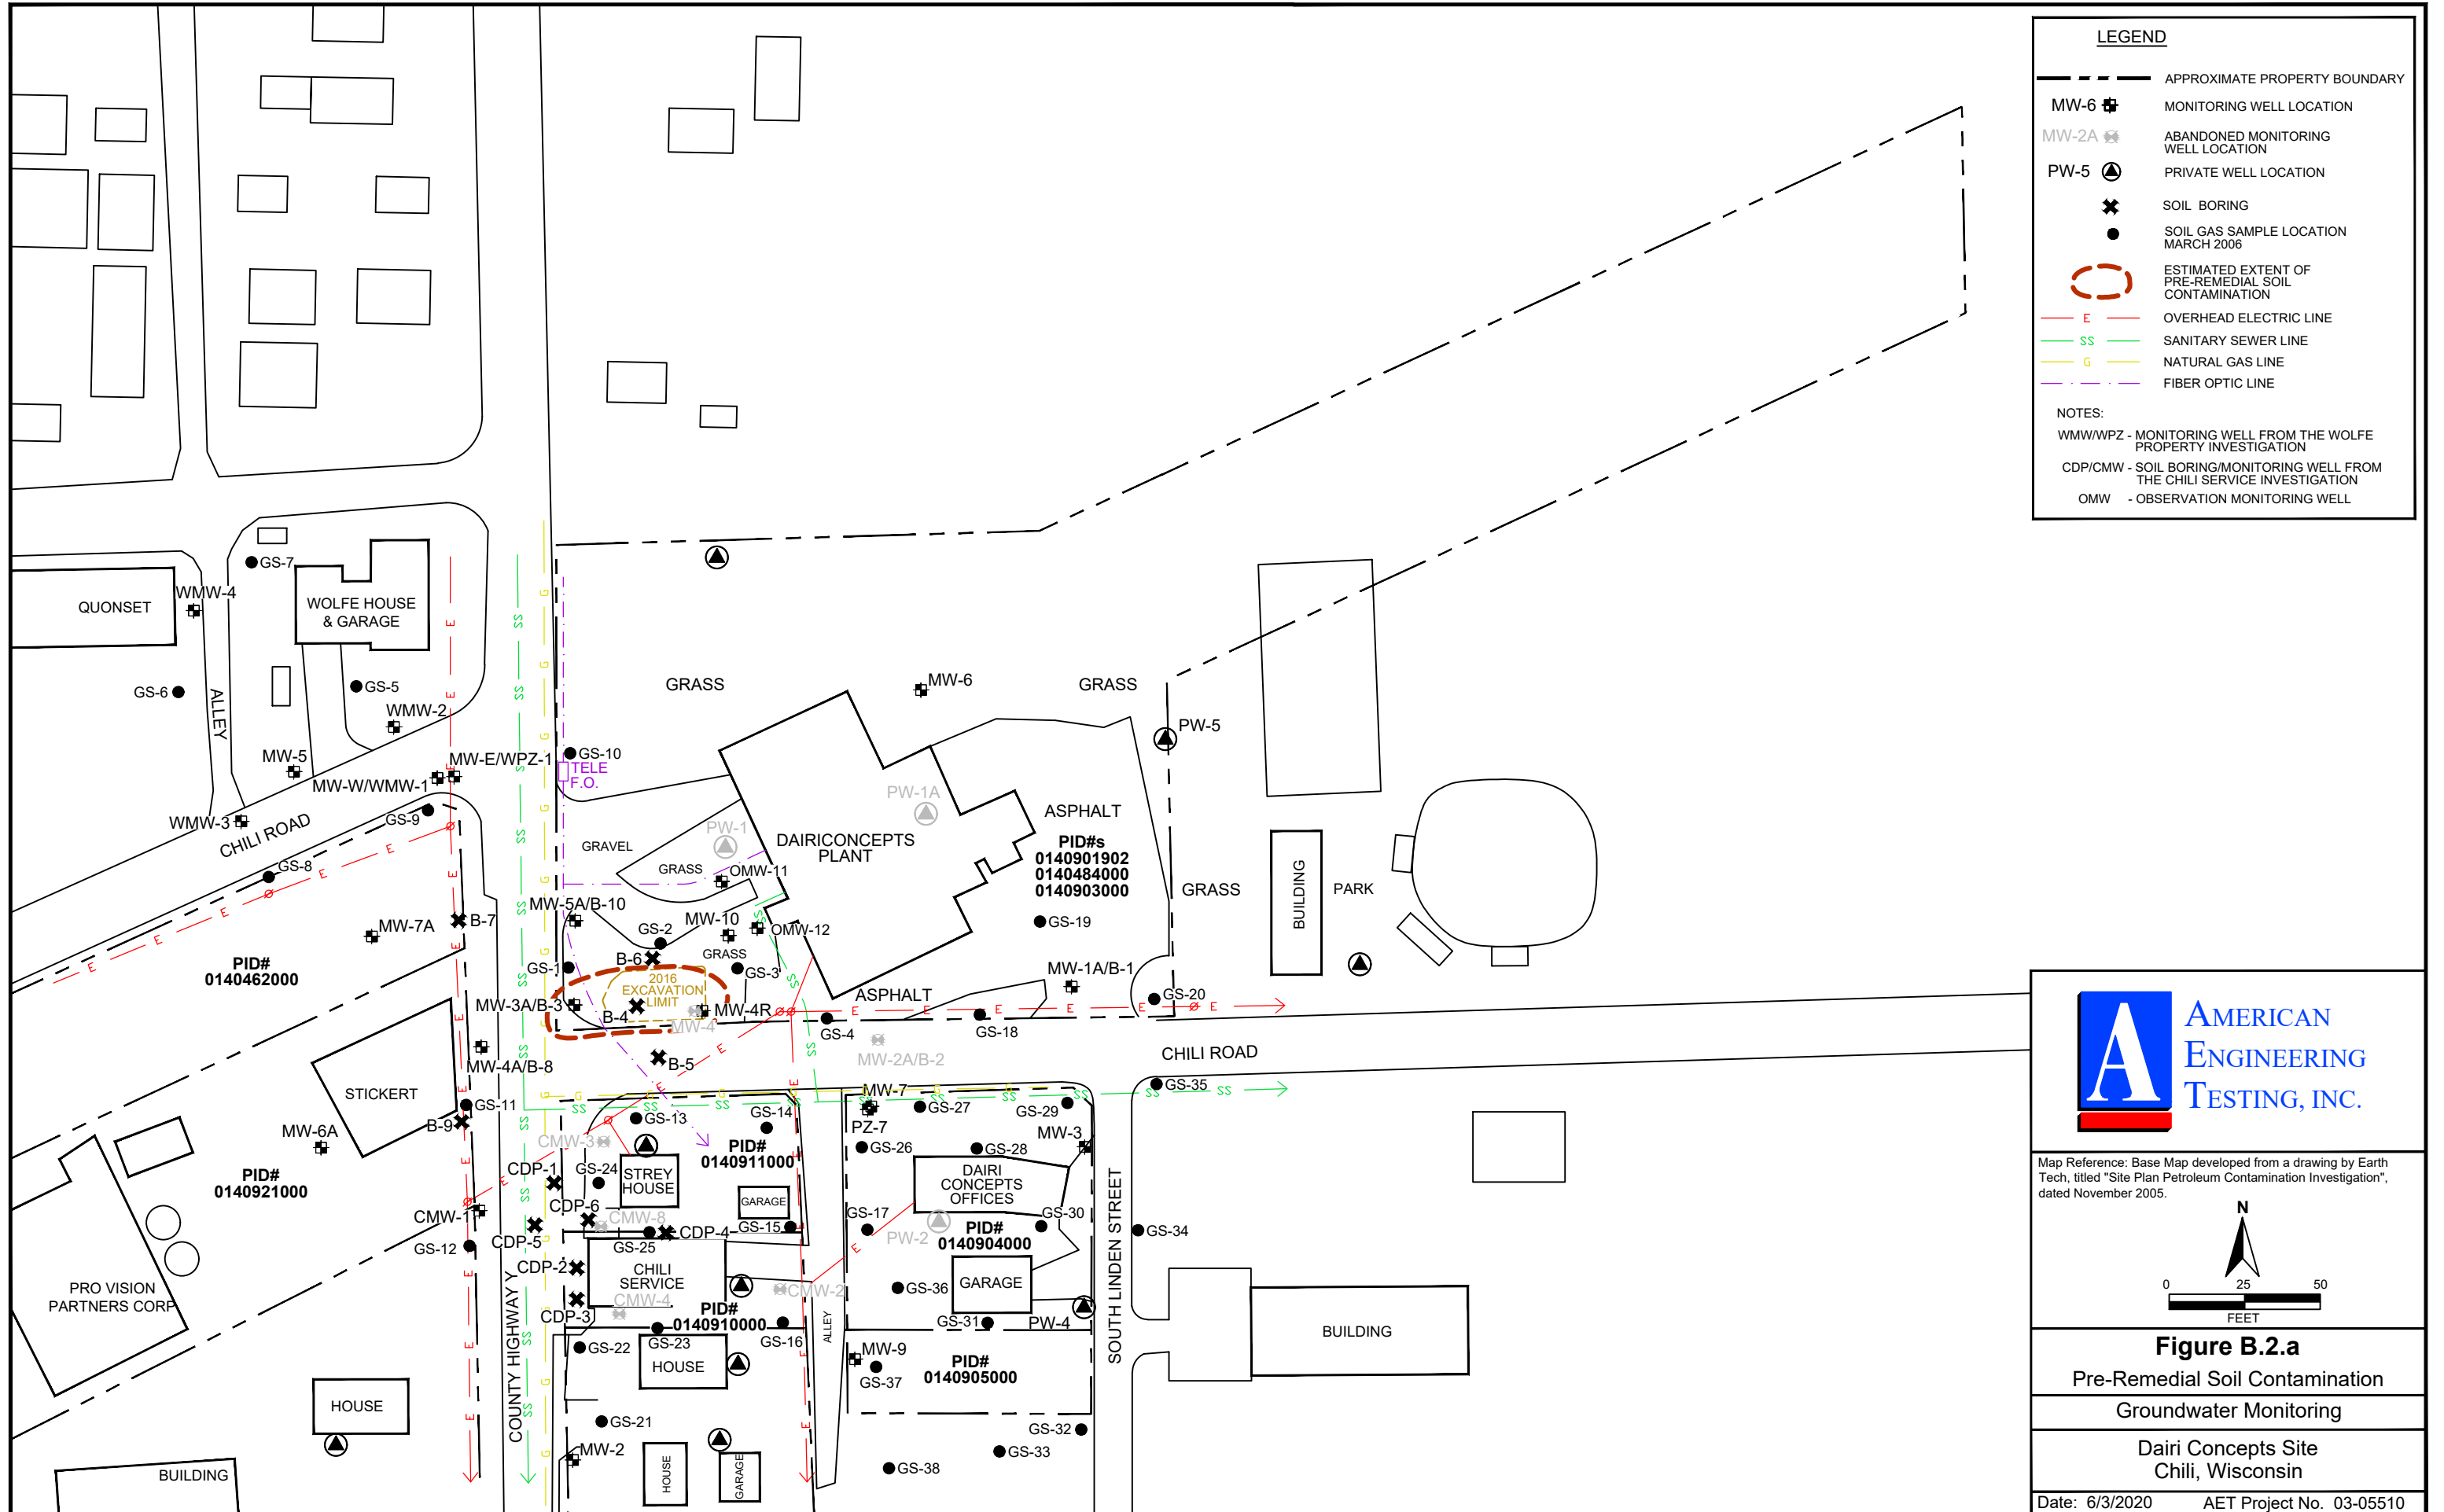 LEGEND
APPROXIMATE PROPERTY BOUNDARY
MW-6 MONITORING WELL LOCATION
MW-2A ABANDONED MONITORING
WELL LOCATION
PW-5 PRIVATE WELL LOCATION
SOIL BORING
SOIL GAS SAMPLE LOCATION
MARCH 2006
ESTIMATED EXTENT OF
PRE-REMEDIAL SOIL
CONTAMINATION
E OVERHEAD ELECTRIC LINE
SS SANITARY SEWER LINE
G NATURAL GAS LINE
FIBER OPTIC LINE
NOTES:
WMW/WPZ - MONITORING WELL FROM THE WOLFE
PROPERTY INVESTIGATION
CDP/CMW - SOIL BORING/MONITORING WELL FROM
THE CHILI SERVICE INVESTIGATION
OMW - OBSERVATION MONITORING WELL
GS-7
QUONSET
WMW-4
WOLFE HOUSE
& GARAGE
GS-6
ALLEY
GS-5
WMW-2
MW-5
MW-E/WPZ-1
MW-W/WMW-1
WMW-3
CHILI ROAD
GS-9
GS-8
GS-10
TELE
F.O.
GRASS
MW-6
GRASS
PW-5
PW-1A
PW-1
GRAVEL
GRASS
OMW-11
DAIRICONCEPTS
PLANT
ASPHALT
PID#s
0140901902
0140484000
0140903000
GRASS
BUILDING
PARK
MW-7A
B-7
MW-5A/B-10
GS-2
MW-10
OMW-12
GS-19
PID#
0140462000
B-6
GRASS
GS-1
GS-3
2016
EXCAVATION
LIMIT
MW-3A/B-3
B-4
MW-4R
MW-4
ASPHALT
GS-4
GS-18
MW-1A/B-1
GS-20
MW-2A/B-2
CHILI ROAD
B-5
MW-4A/B-8
STICKERT
GS-11
B-9
MW-6A
PID#
0140921000
GS-13
GS-14
CMW-3
PID#
0140911000
MW-7
PZ-7
GS-27
GS-29
GS-35
GS-26
GS-28
MW-3
CDP-1
GS-24
STREY
HOUSE
GARAGE
DAIRI
CONCEPTS
OFFICES
CDP-6
CMW-8
CMW-1
CDP-5
GS-12
GS-25
CDP-4
GS-15
GS-17
PW-2
PID#
0140904000
GS-30
GS-34
SOUTH LINDEN STREET
CDP-2
CHILI
SERVICE
CMW-4
CDP-3
CMW-2
GS-36
GARAGE
PRO VISION
PARTNERS CORP
PID#
0140910000
GS-16
ALLEY
GS-31
PW-4
BUILDING
GS-22
GS-23
HOUSE
MW-9
GS-37
PID#
0140905000
COUNTY HIGHWAY Y
HOUSE
GS-21
MW-2
HOUSE
GARAGE
GS-32
GS-33
GS-38
BUILDING
A
AMERICAN
ENGINEERING
TESTING, INC.
Map Reference: Base Map developed from a drawing by Earth
Tech, titled "Site Plan Petroleum Contamination Investigation",
dated November 2005.
N
0 25 50
FEET
Figure B.2.a
Pre-Remedial Soil Contamination
Groundwater Monitoring
Dairi Concepts Site
Chili, Wisconsin
Date: 6/3/2020 AET Project No. 03-05510